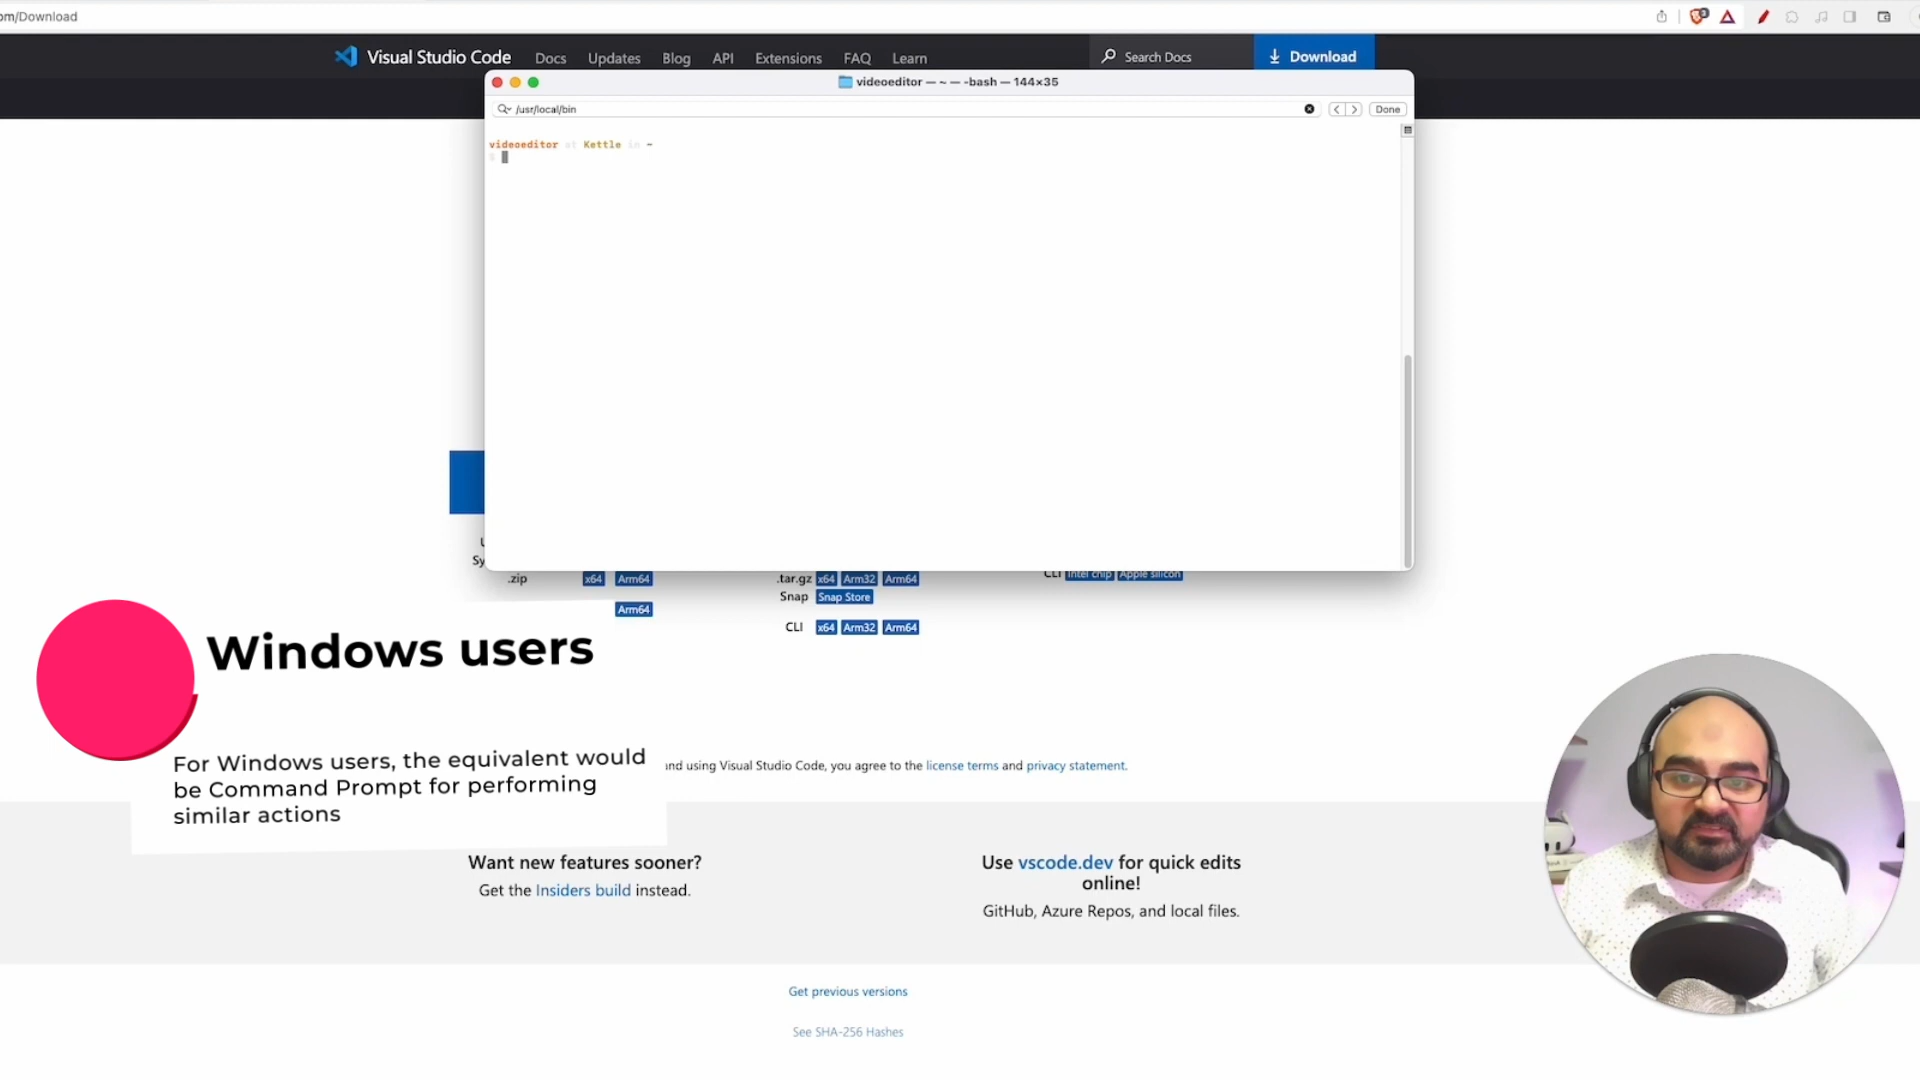 om/Download
Visual Studio Code Docs Updates Blog API Extensions FAQ Learn Search Docs Download
videoeditor — ~ — -bash — 144×35
/usr/local/bin Done
videoeditor at Kettle in ~
.zip x64 Arm64
Arm64
.tar.gz x64 Arm32 Arm64
Snap Snap Store
CLI x64 Arm32 Arm64
CLI Intel chip Apple silicon
Windows users
For Windows users, the equivalent would
be Command Prompt for performing
similar actions
and using Visual Studio Code, you agree to the license terms and privacy statement.
Want new features sooner?
Get the Insiders build instead.
Use vscode.dev for quick edits
online!
GitHub, Azure Repos, and local files.
Get previous versions
See SHA-256 Hashes